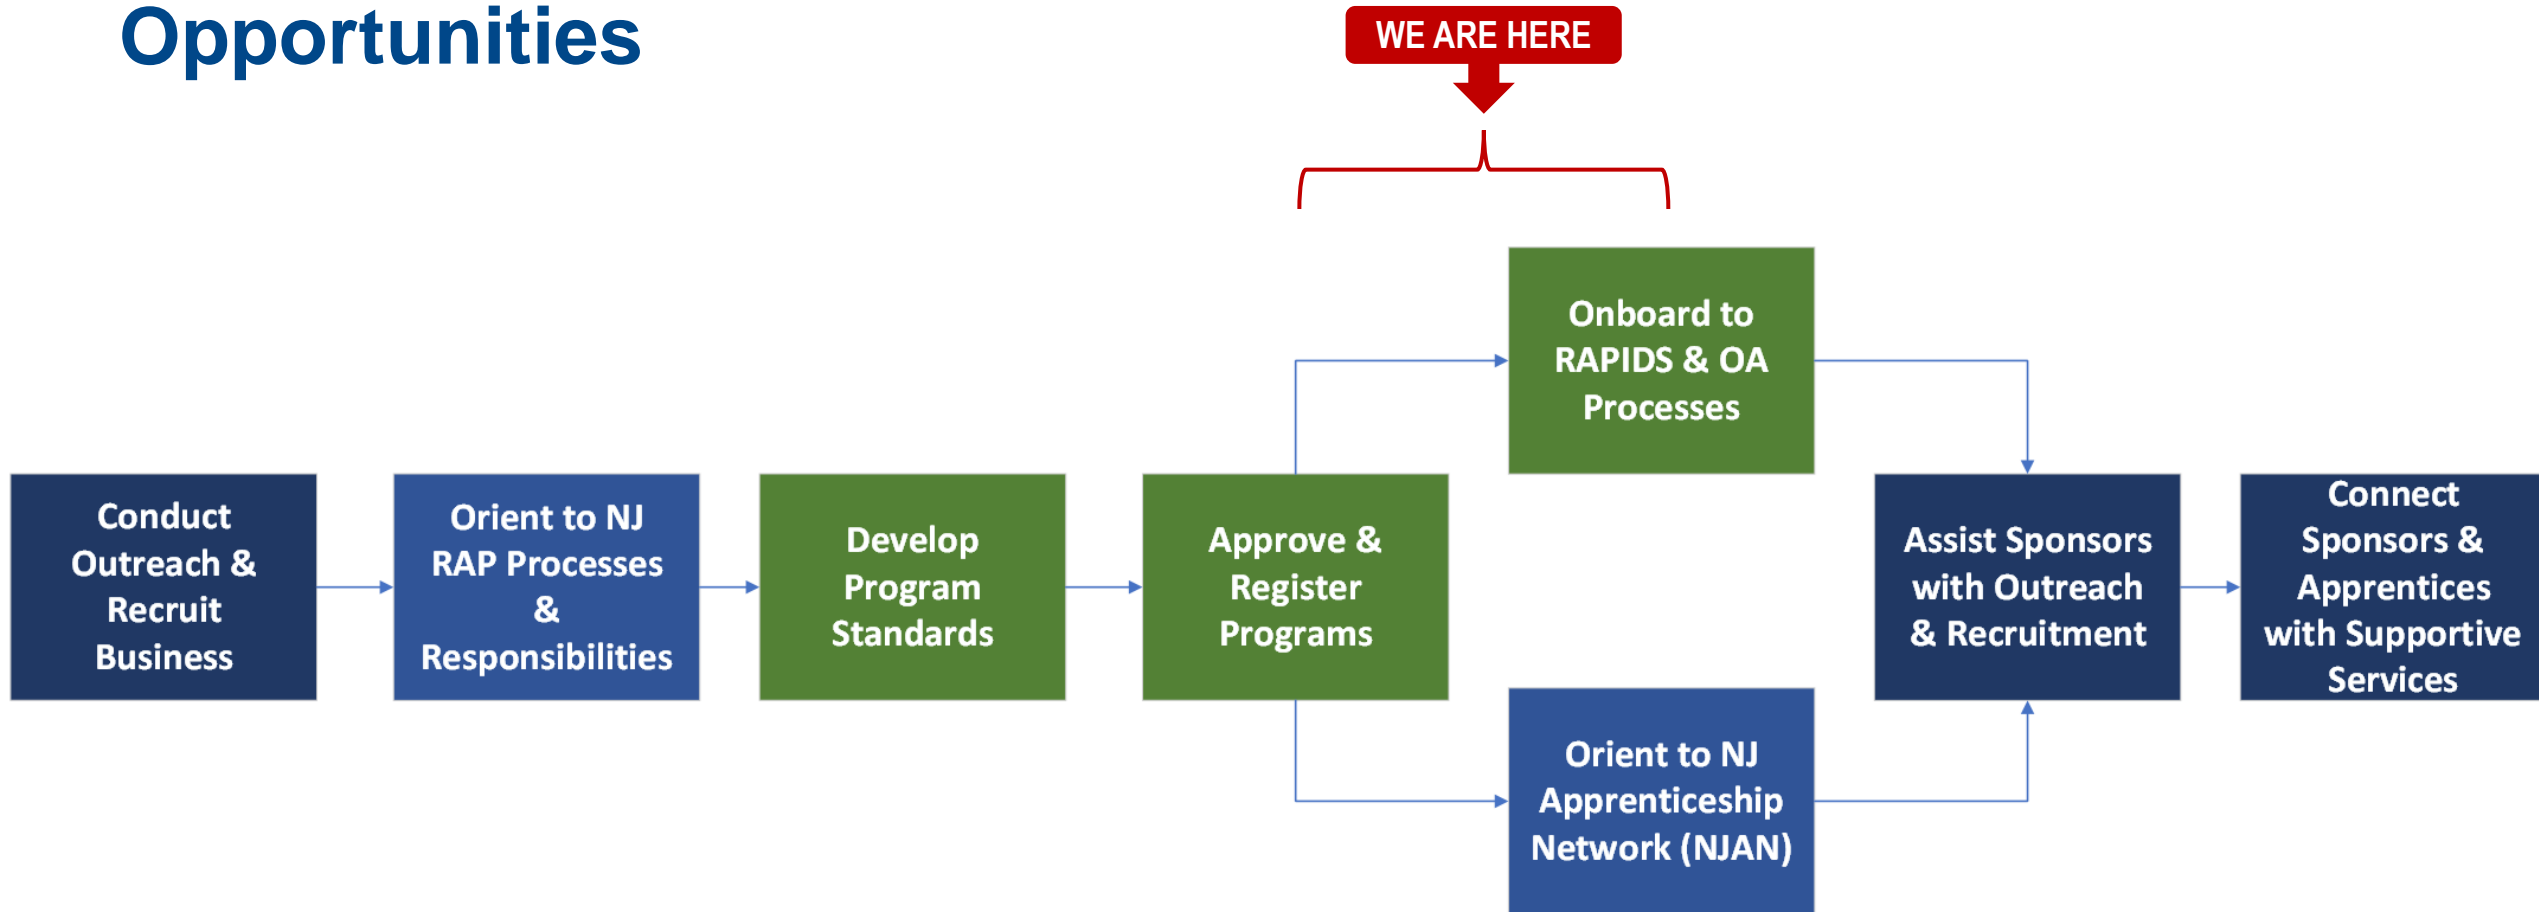 Opportunities
WE ARE HERE
Conduct
Outreach &
Recruit
Business
Orient to NJ
RAP Processes
&
Responsibilities
Develop
Program
Standards
Approve &
Register
Programs
Onboard to
RAPIDS & OA
Processes
Orient to NJ
Apprenticeship
Network (NJAN)
Assist Sponsors
with Outreach
& Recruitment
Connect
Sponsors &
Apprentices
with Supportive
Services